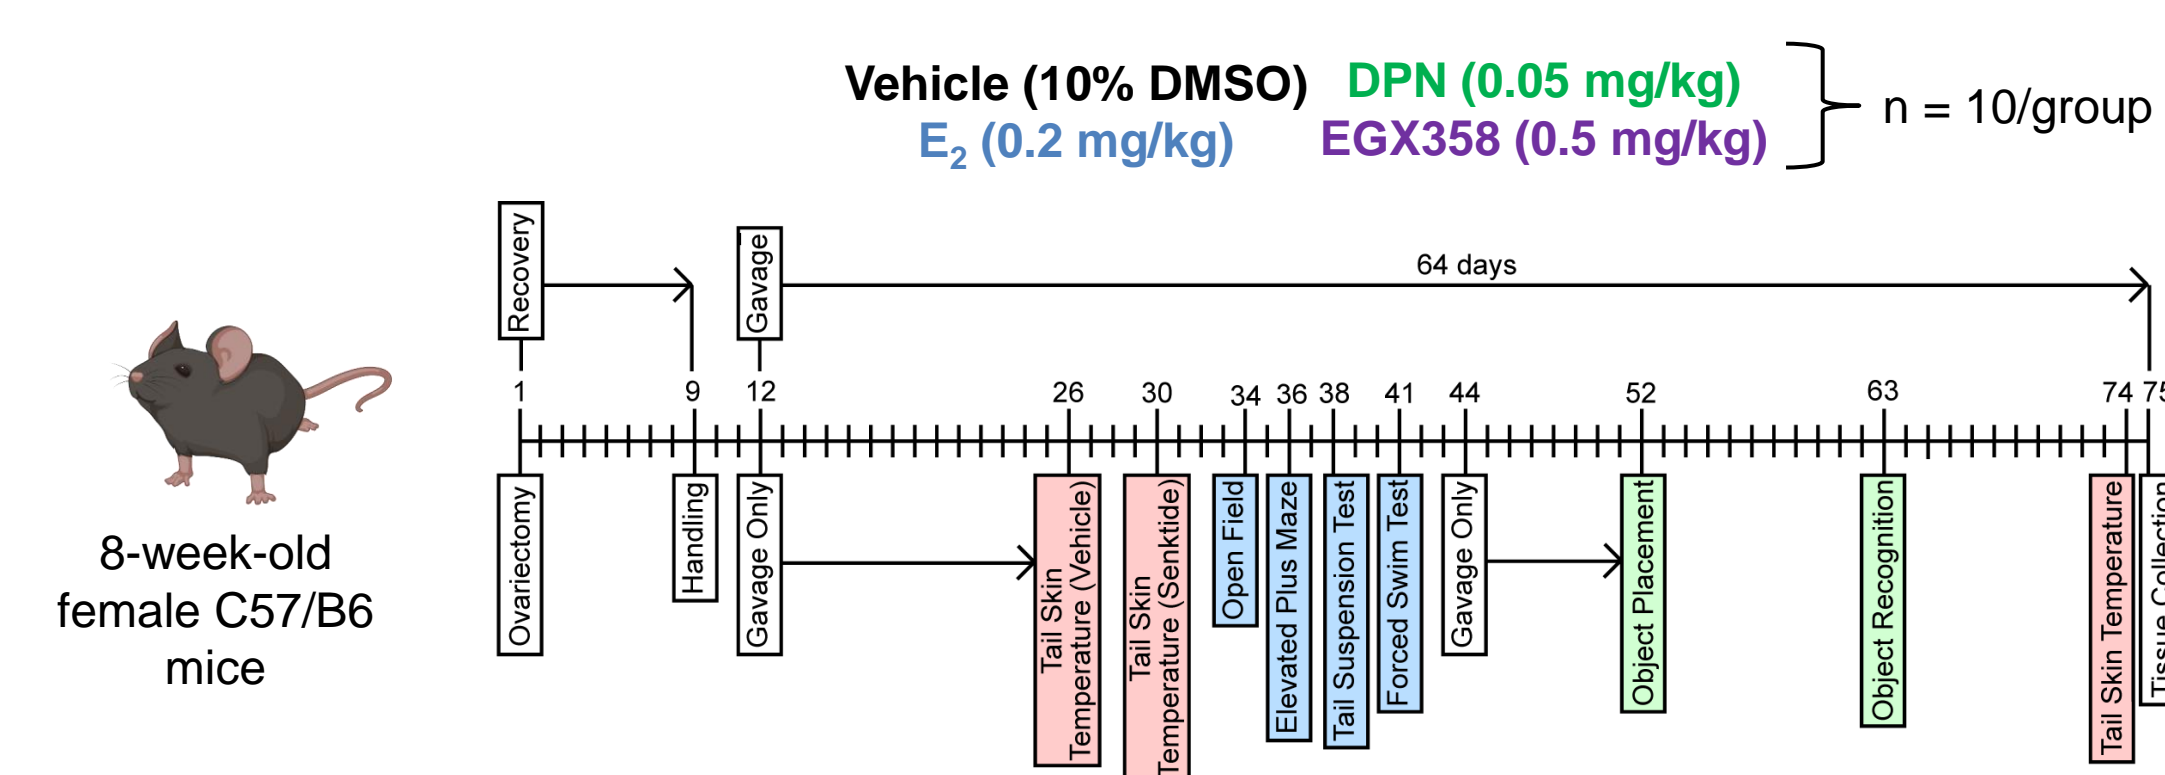 Vehicle (10% DMSO) DPN (0.05 mg/kg)
E2 (0.2 mg/kg) EGX358 (0.5 mg/kg)
n = 10/group
Recovery
Gavage
64 days
1 9 12 26 30 34 36 38 41 44 52 63 74 75
Ovariectomy
Handling
Gavage Only
Tail Skin
Temperature (Vehicle)
Tail Skin
Temperature (Senktide)
Open Field
Elevated Plus Maze
Tail Suspension Test
Forced Swim Test
Gavage Only
Object Placement
Object Recognition
Tail Skin Temperature
Tissue Collection
8-week-old
female C57/B6
mice